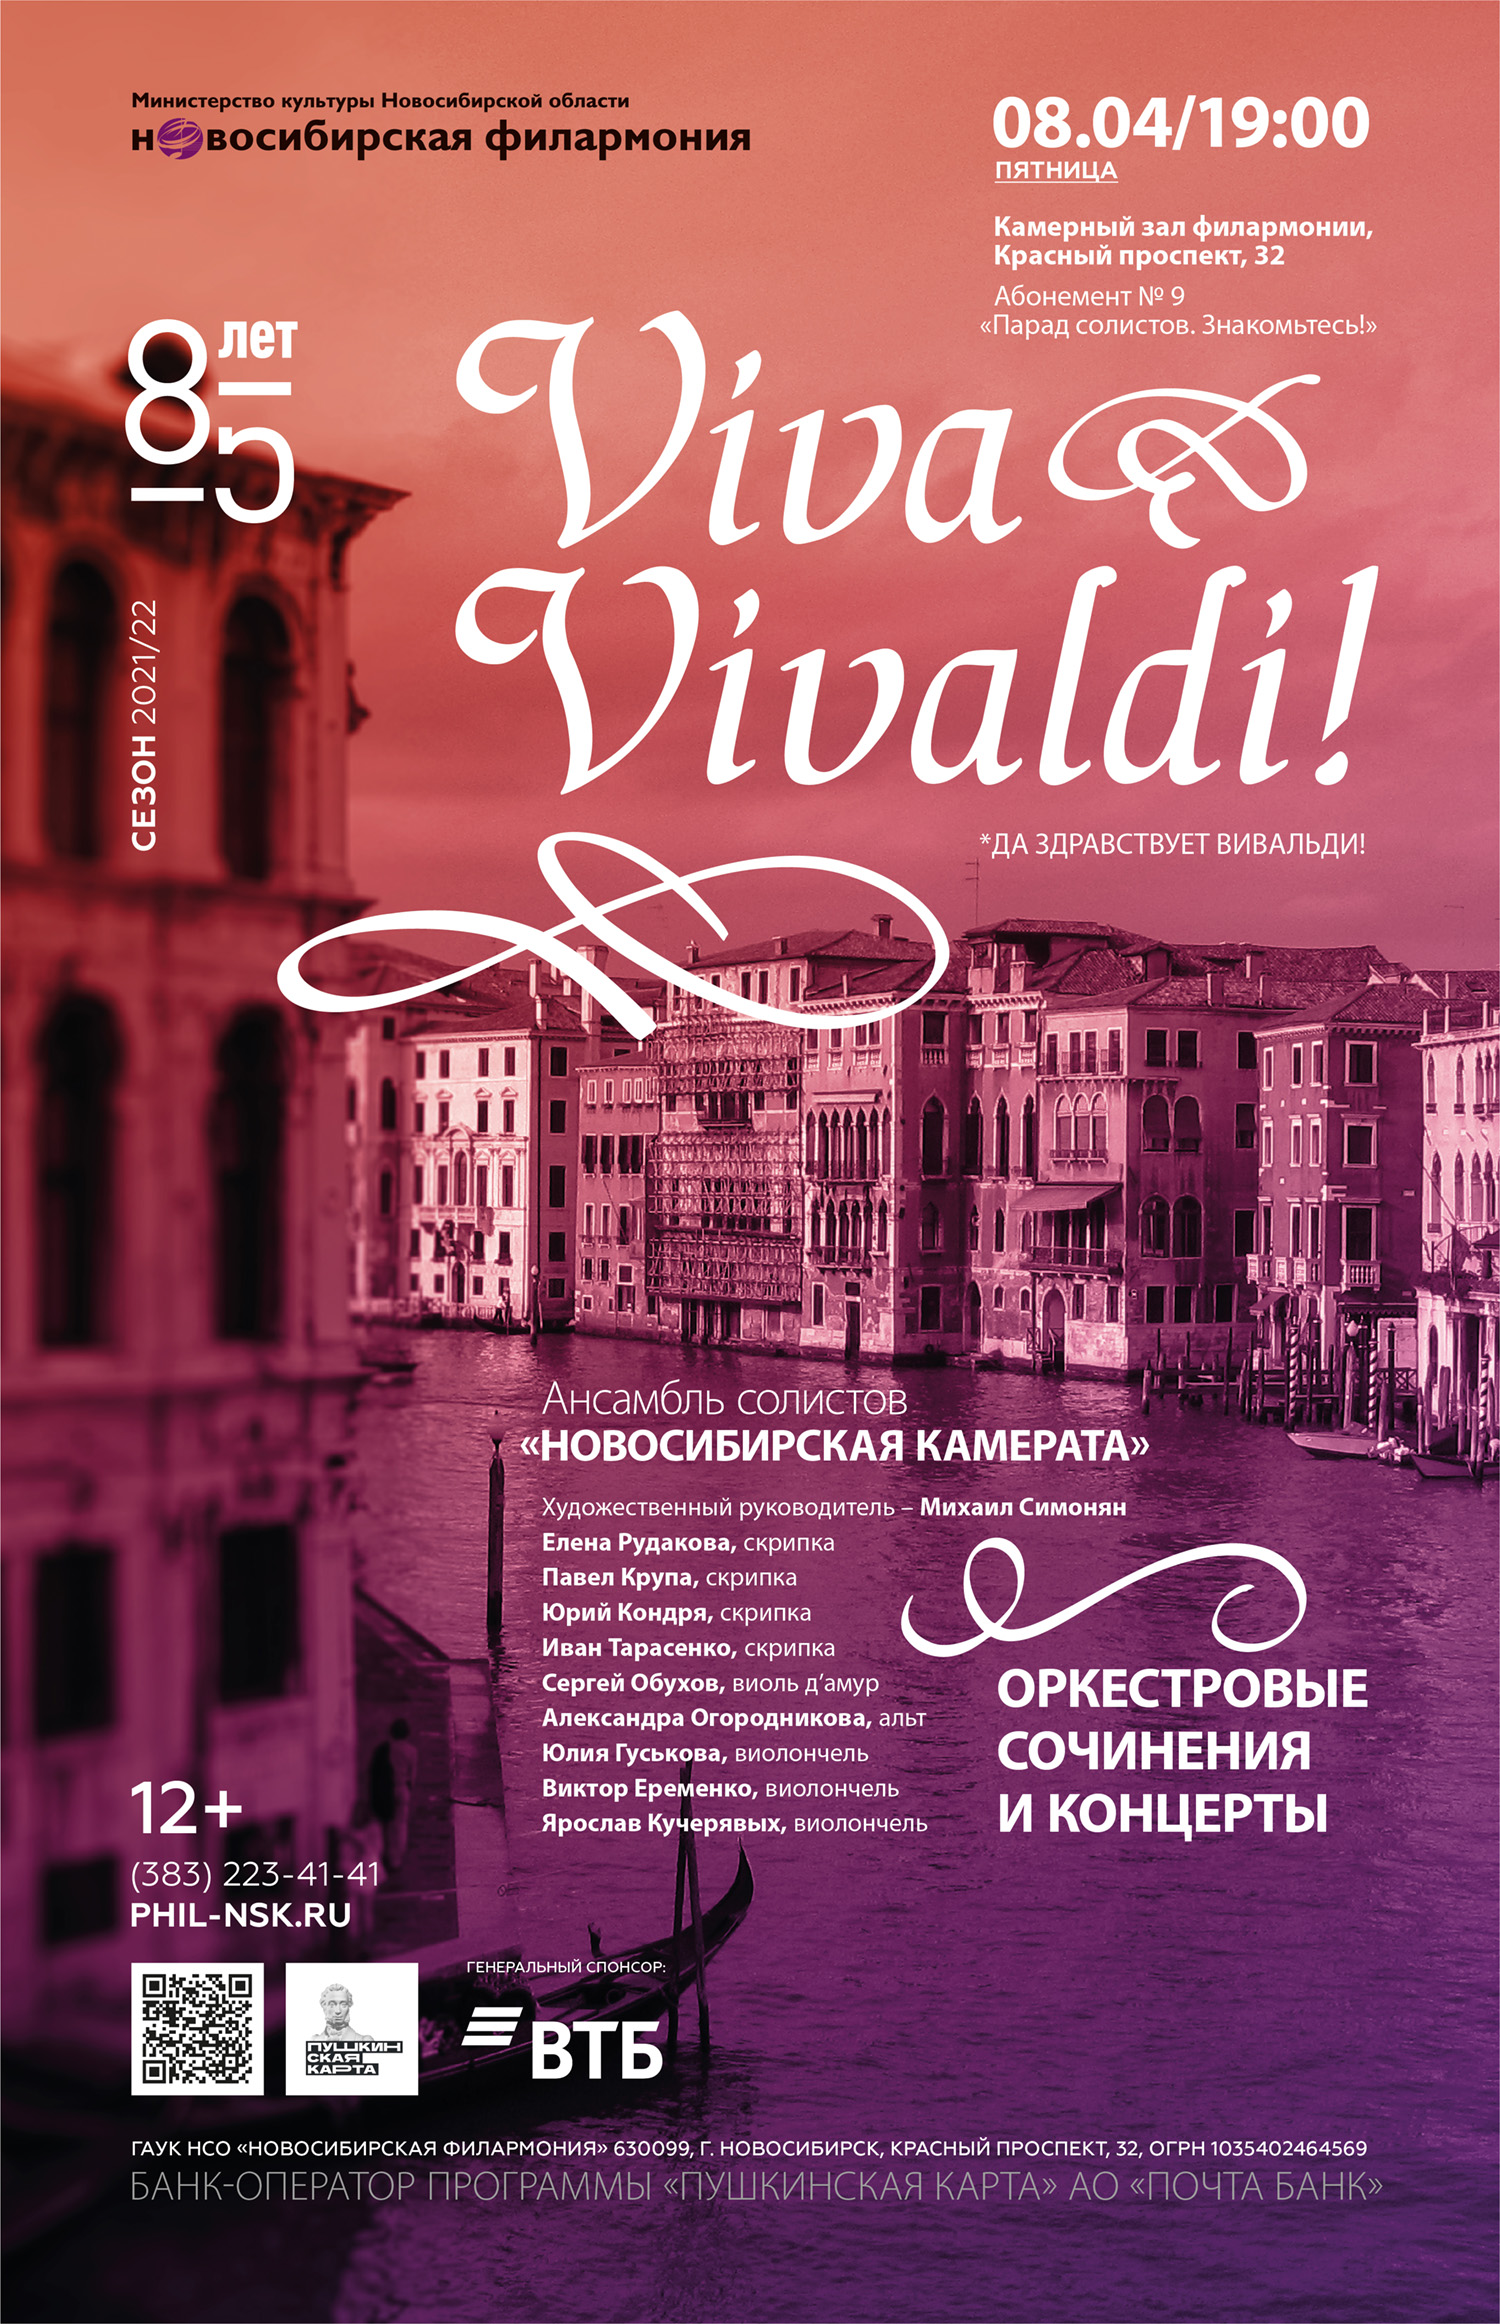 Министерство культуры Новосибирской области
новосибирская филармония
08.04/19:00
ПЯТНИЦА
Камерный зал филармонии,
Красный проспект, 32
Абонемент № 9
«Парад солистов. Знакомьтесь!»
85 лет
СЕЗОН 2021/22
Viva
Vivaldi!
*ДА ЗДРАВСТВУЕТ ВИВАЛЬДИ!
Ансамбль солистов
«НОВОСИБИРСКАЯ КАМЕРАТА»
Художественный руководитель – Михаил Симонян
Елена Рудакова, скрипка
Павел Крупа, скрипка
Юрий Кондря, скрипка
Иван Тарасенко, скрипка
Сергей Обухов, виоль д’амур
Александра Огородникова, альт
Юлия Гуськова, виолончель
Виктор Еременко, виолончель
Ярослав Кучерявых, виолончель
ОРКЕСТРОВЫЕ
СОЧИНЕНИЯ
И КОНЦЕРТЫ
12+
(383) 223-41-41
PHIL-NSK.RU
ПУШКИН
СКАЯ
КАРТА
ГЕНЕРАЛЬНЫЙ СПОНСОР:
ВТБ
ГАУК НСО «НОВОСИБИРСКАЯ ФИЛАРМОНИЯ» 630099, Г. НОВОСИБИРСК, КРАСНЫЙ ПРОСПЕКТ, 32, ОГРН 1035402464569
БАНК-ОПЕРАТОР ПРОГРАММЫ «ПУШКИНСКАЯ КАРТА» АО «ПОЧТА БАНК»